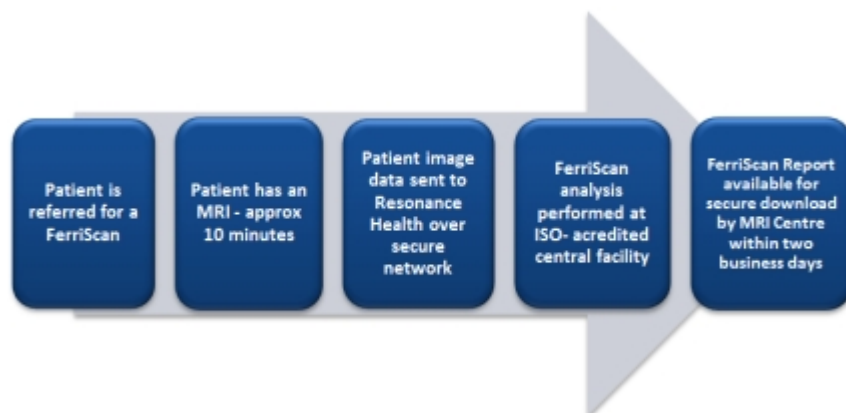 Patient is
referred for a
FerriScan
Patient has an
MRI - approx
10 minutes
Patient image
data sent to
Resonance
Health over
secure
network
FerriScan
analysis
performed at
ISO- acredited
central facility
FerriScan Report
available for
secure download
by MRI Centre
within two
business days